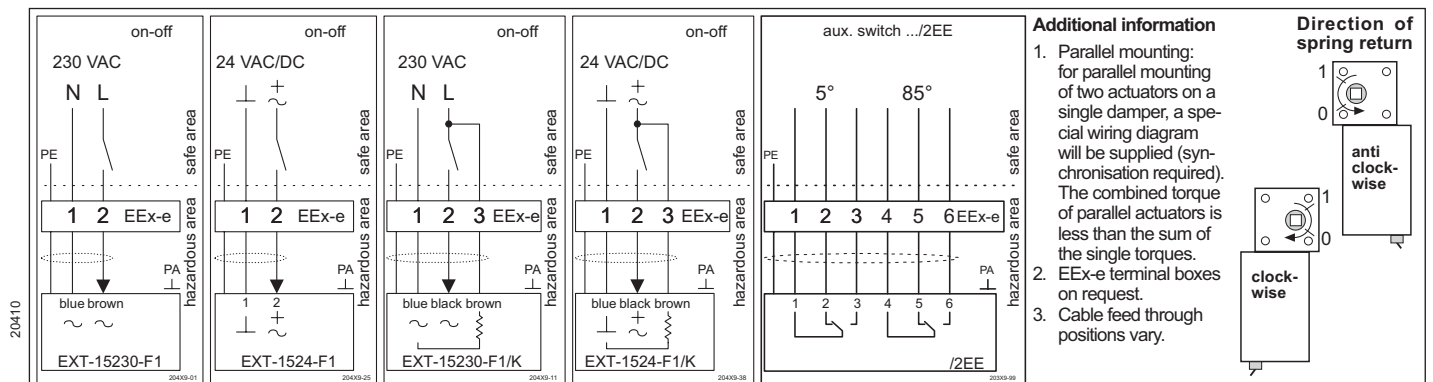 20410
on-off
230 VAC
N L
PE
safe area
1 2 EEx-e
hazardous area
PA
blue brown
EXT-15230-F1
204X9-01
on-off
24 VAC/DC
+
PE
safe area
1 2 EEx-e
hazardous area
PA
1 2
+
EXT-1524-F1
204X9-25
on-off
230 VAC
N L
PE
safe area
1 2 3 EEx-e
hazardous area
PA
blue black brown
EXT-15230-F1/K
204X9-11
on-off
24 VAC/DC
+
PE
safe area
1 2 3 EEx-e
hazardous area
PA
blue black brown
+
EXT-1524-F1/K
204X9-38
aux. switch .../2EE
5° 85°
PE
safe area
1 2 3 4 5 6 EEx-e
hazardous area
PA
1 2 3 4 5 6
/2EE
203X9-99
Additional information
1. Parallel mounting:
for parallel mounting
of two actuators on a
single damper, a spe-
cial wiring diagram
will be supplied (syn-
chronisation required).
The combined torque
of parallel actuators is
less than the sum of
the single torques.
2. EEx-e terminal boxes
on request.
3. Cable feed through
positions vary.
Direction of
spring return
1
0
anti
clock-
wise
1
0
clock-
wise